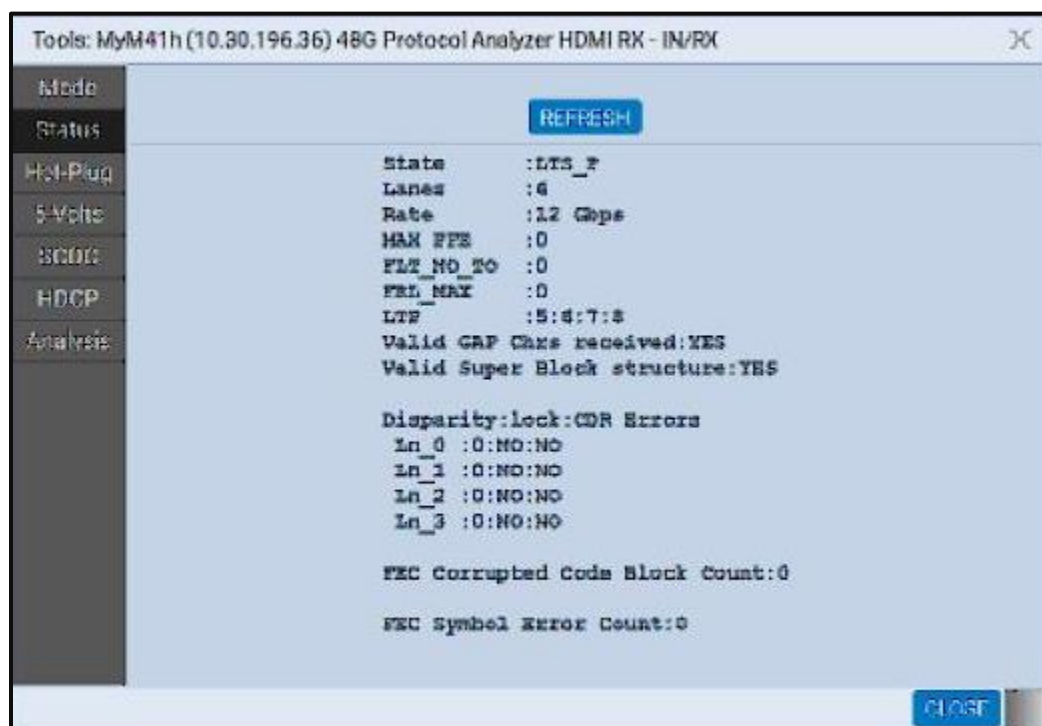 Tools: MyM41h (10.30.196.36) 48G Protocol Analyzer HDMI RX - IN/RX X
Mode
Status
Hot-Plug
5-Volts
SCDC
HDCP
Analysis
REFRESH
State :LTS_P
Lanes :4
Rate :12 Gbps
MAX FFE :0
FLT_NO_TO :0
FRL_MAX :0
LTP :5:6:7:8
Valid GAP Chrs received:YES
Valid Super Block structure:YES
Disparity:lock:CDR Errors
Ln_0 :0:NO:NO
Ln_1 :0:NO:NO
Ln_2 :0:NO:NO
Ln_3 :0:NO:NO
FEC Corrupted Code Block Count:0
FEC Symbol Error Count:0
CLOSE